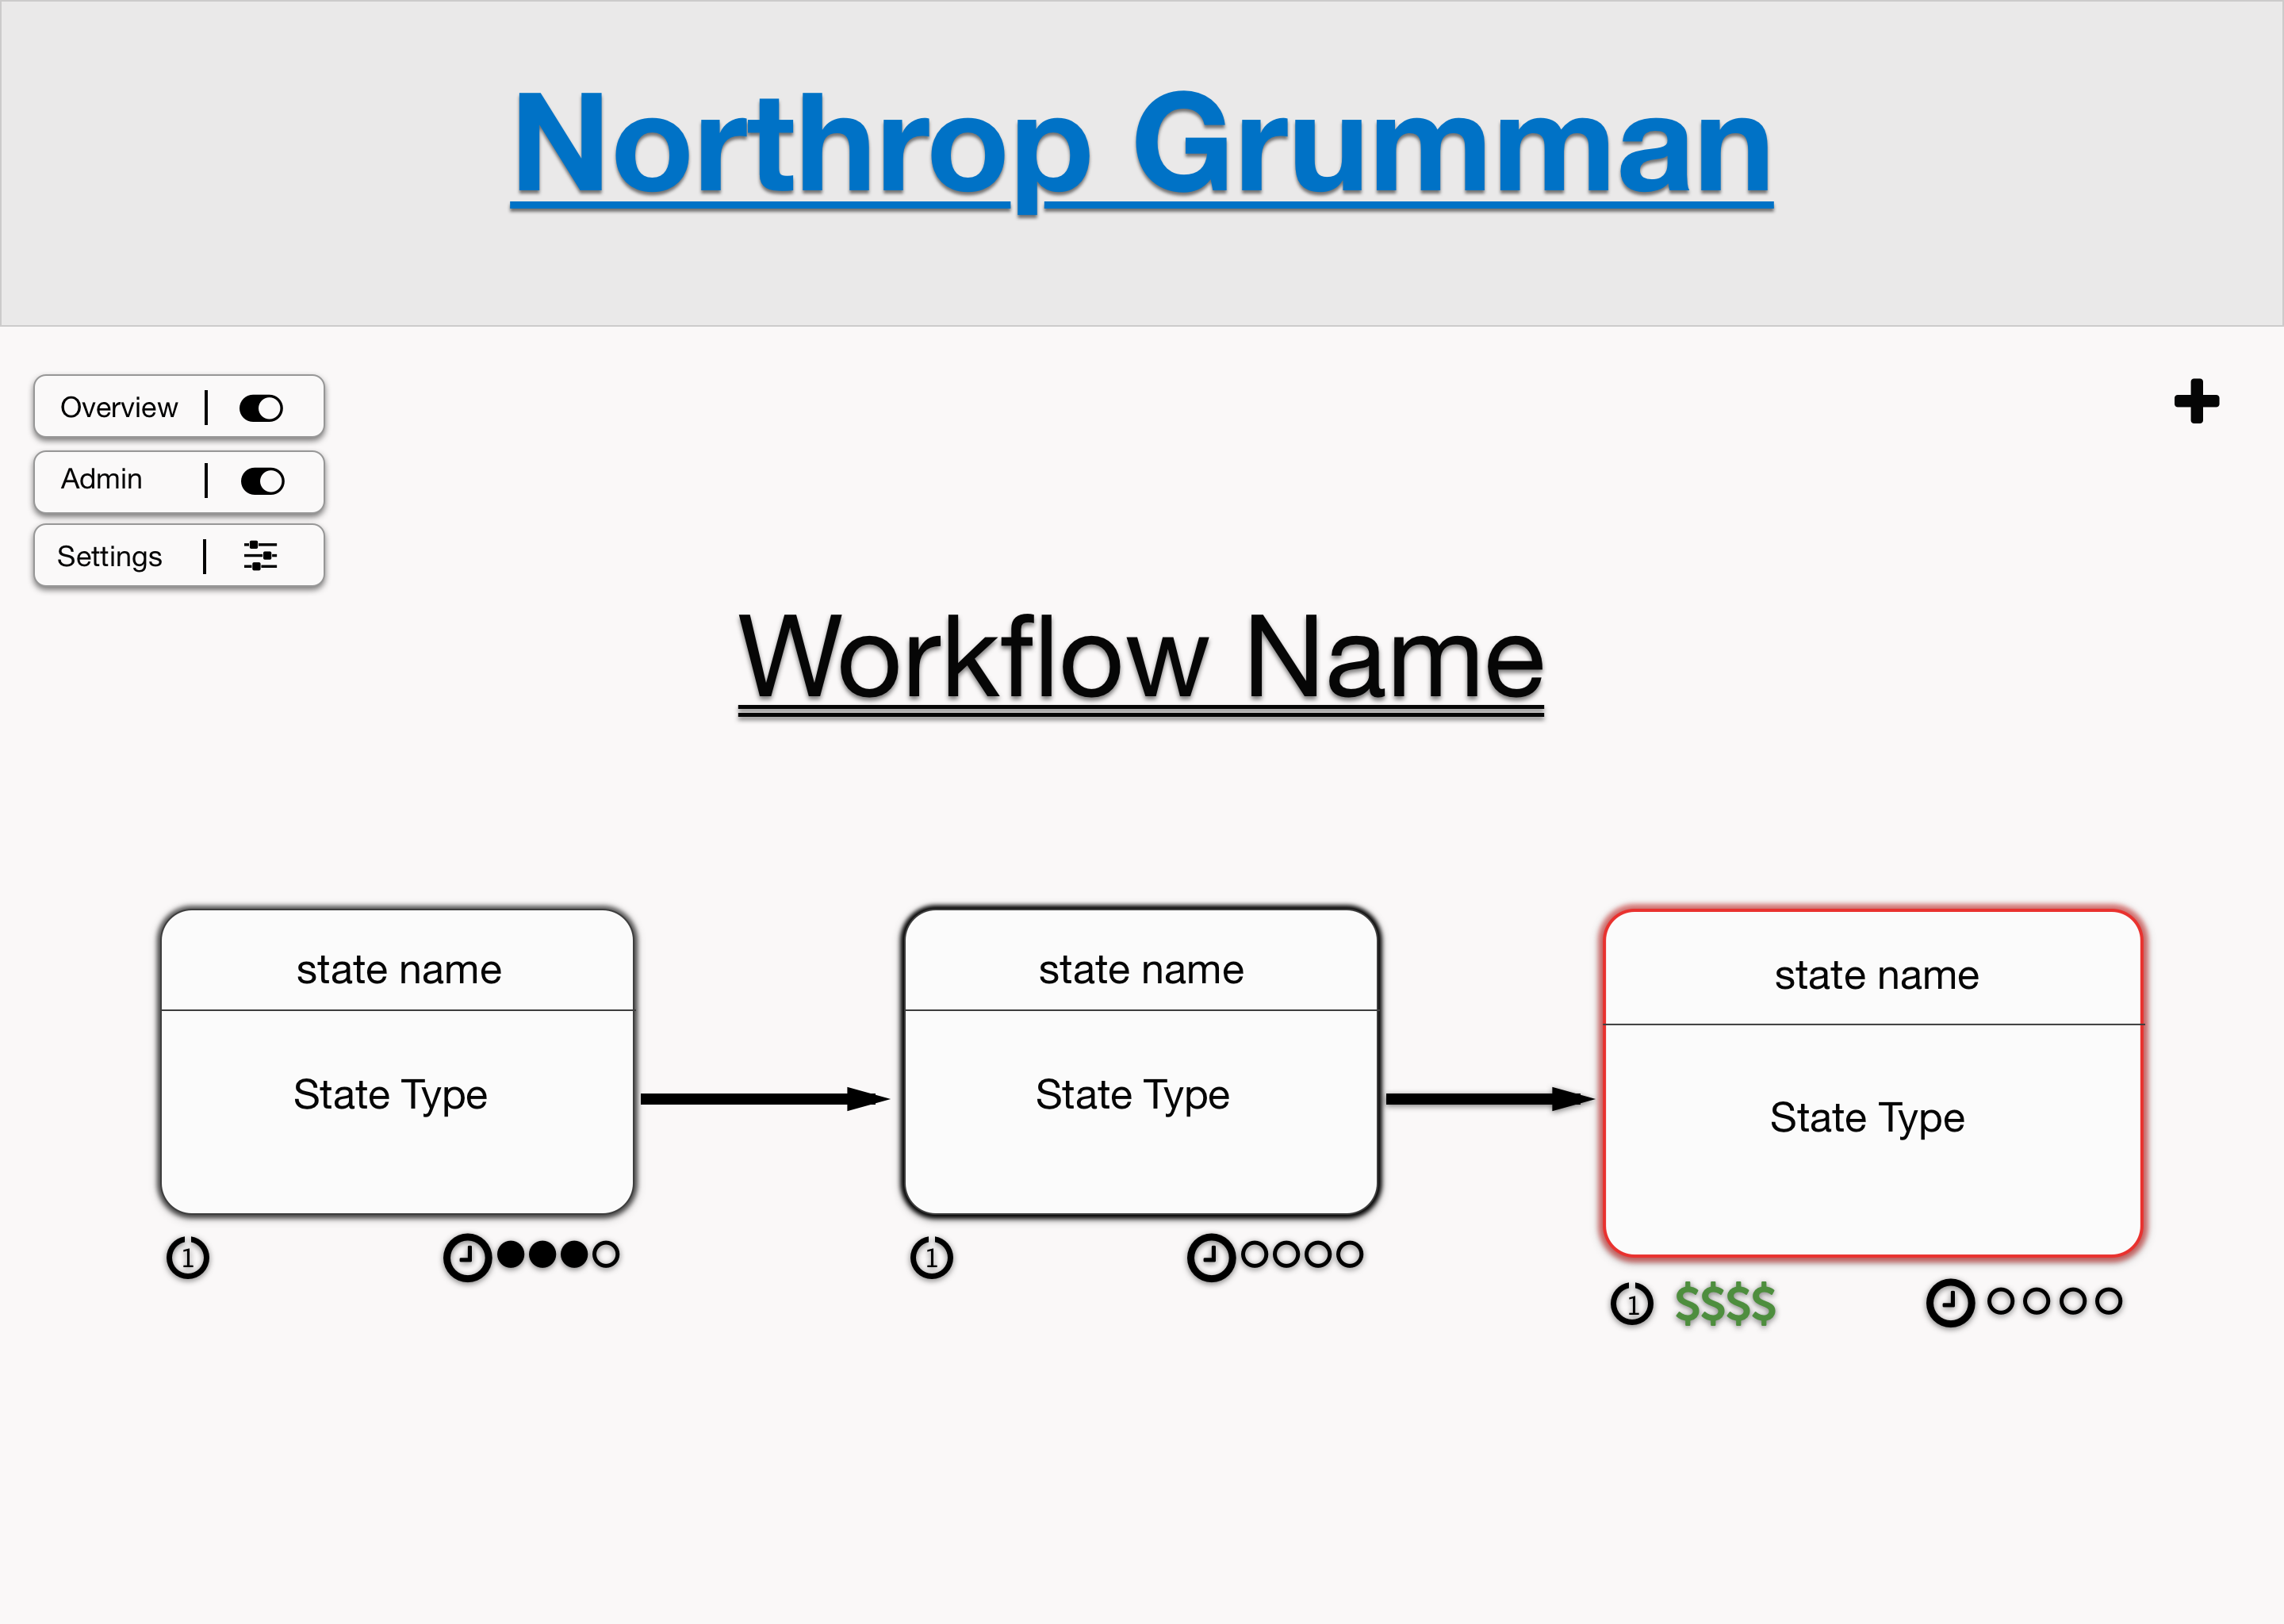 Northrop Grumman
Overview |
Admin |
Settings |
Workflow Name
state name
State Type
1
state name
State Type
1
state name
State Type
1 $$$$